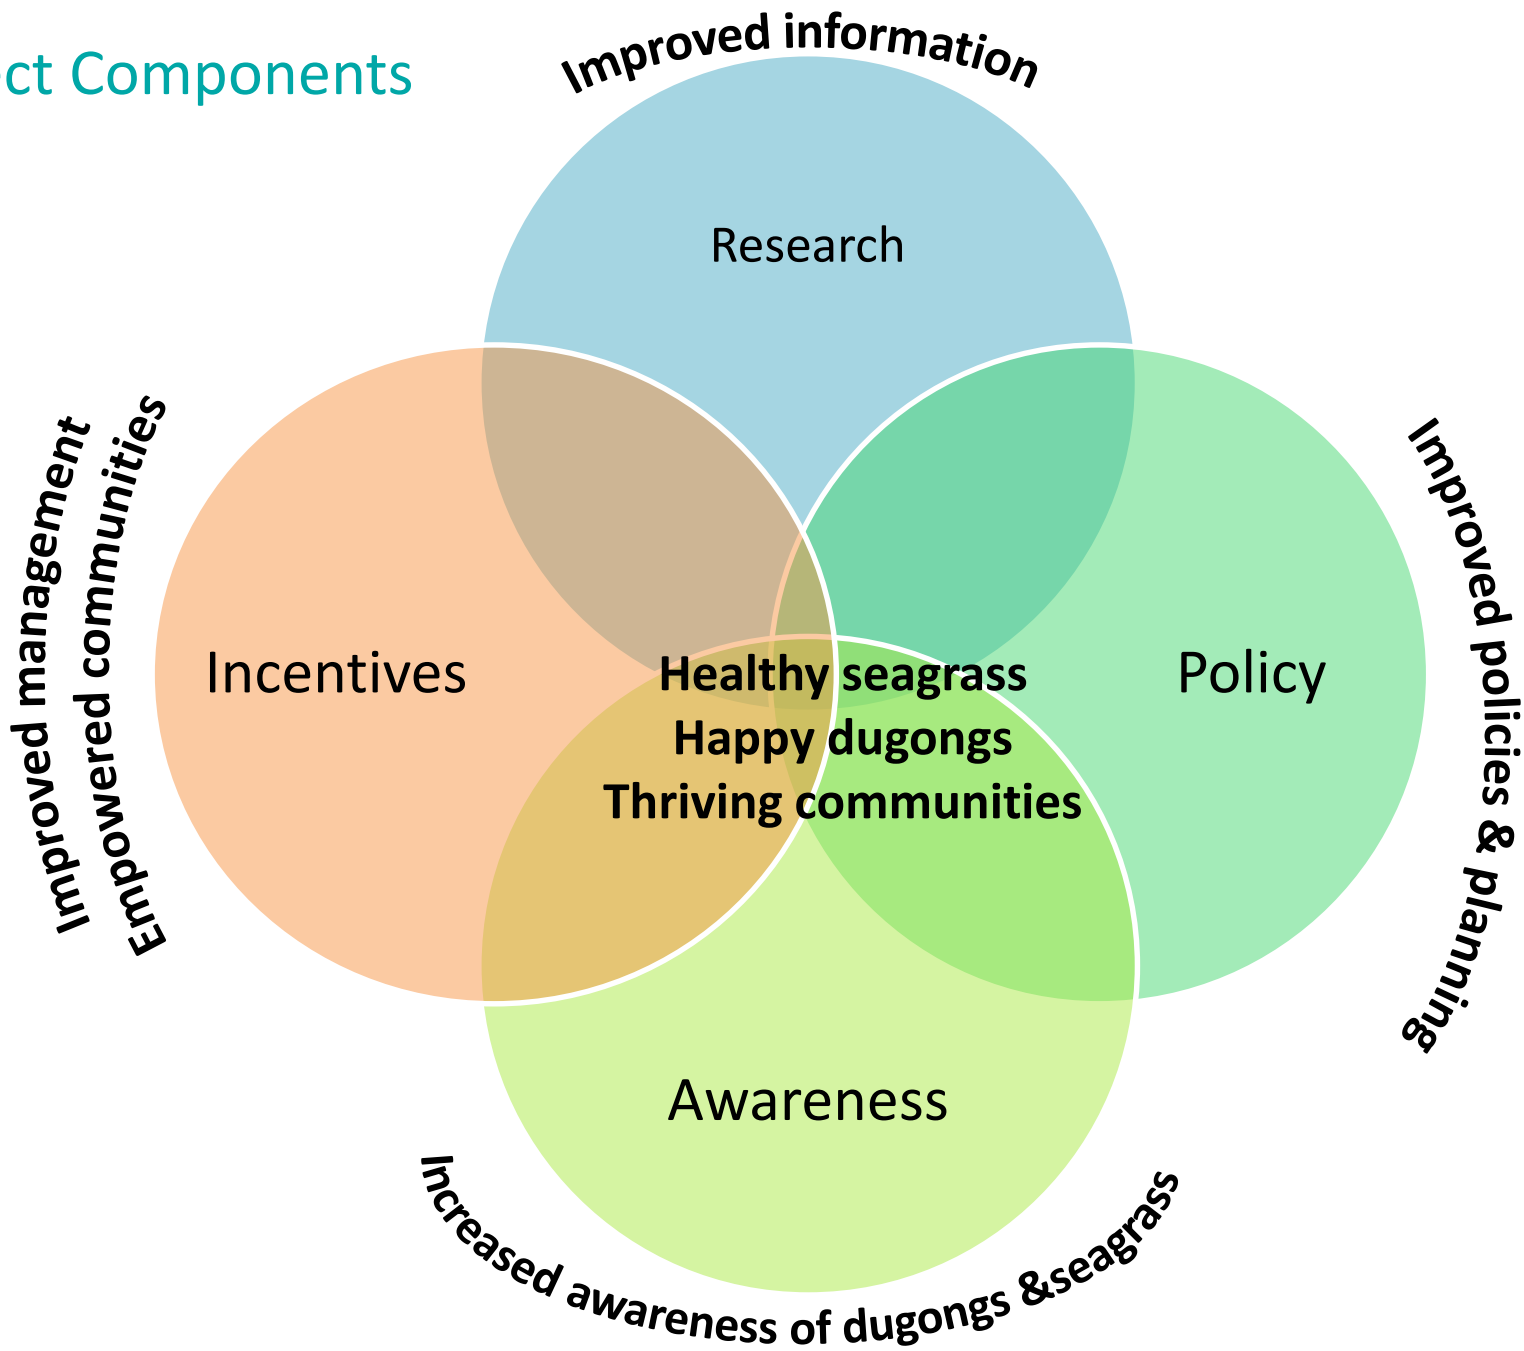 ct Components
Improved information
Research
Improved management
Empowered communities
Incentives
Healthy seagrass
Happy dugongs
Thriving communities
Policy
Improved policies & planning
Awareness
Increased awareness of dugongs &seagrass